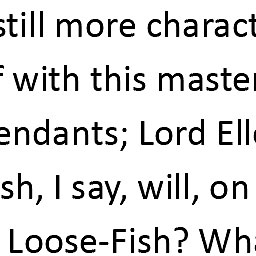 still more charact
f with this master
endants; Lord Elle
sh, I say, will, on
Loose-Fish? Wha